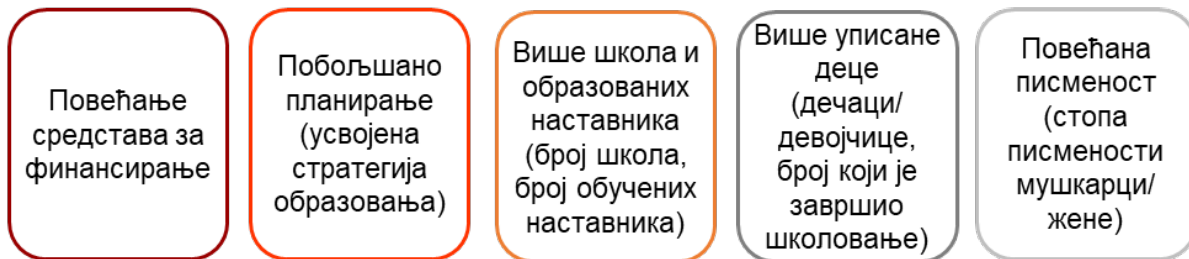 Повећање
средстава за
финансирање
Побољшано
планирање
(усвојена
стратегија
образовања)
Више школа и
образованих
наставника
(број школа,
број обучених
наставника)
Више уписане
деце
(дечаци/
девојчице,
број који је
завршио
школовање)
Повећана
писменост
(стопа
писмености
мушкарци/
жене)